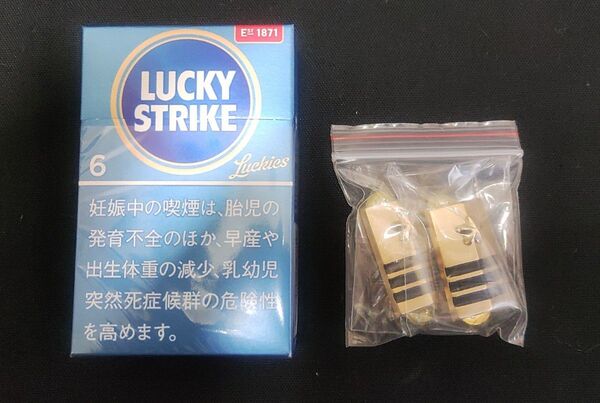 Est 1871
LUCKY
STRIKE
Luckies
6
妊娠中の喫煙は、胎児の
発育不全のほか、早産や
出生体重の減少、乳幼児
突然死症候群の危険性
を高めます。